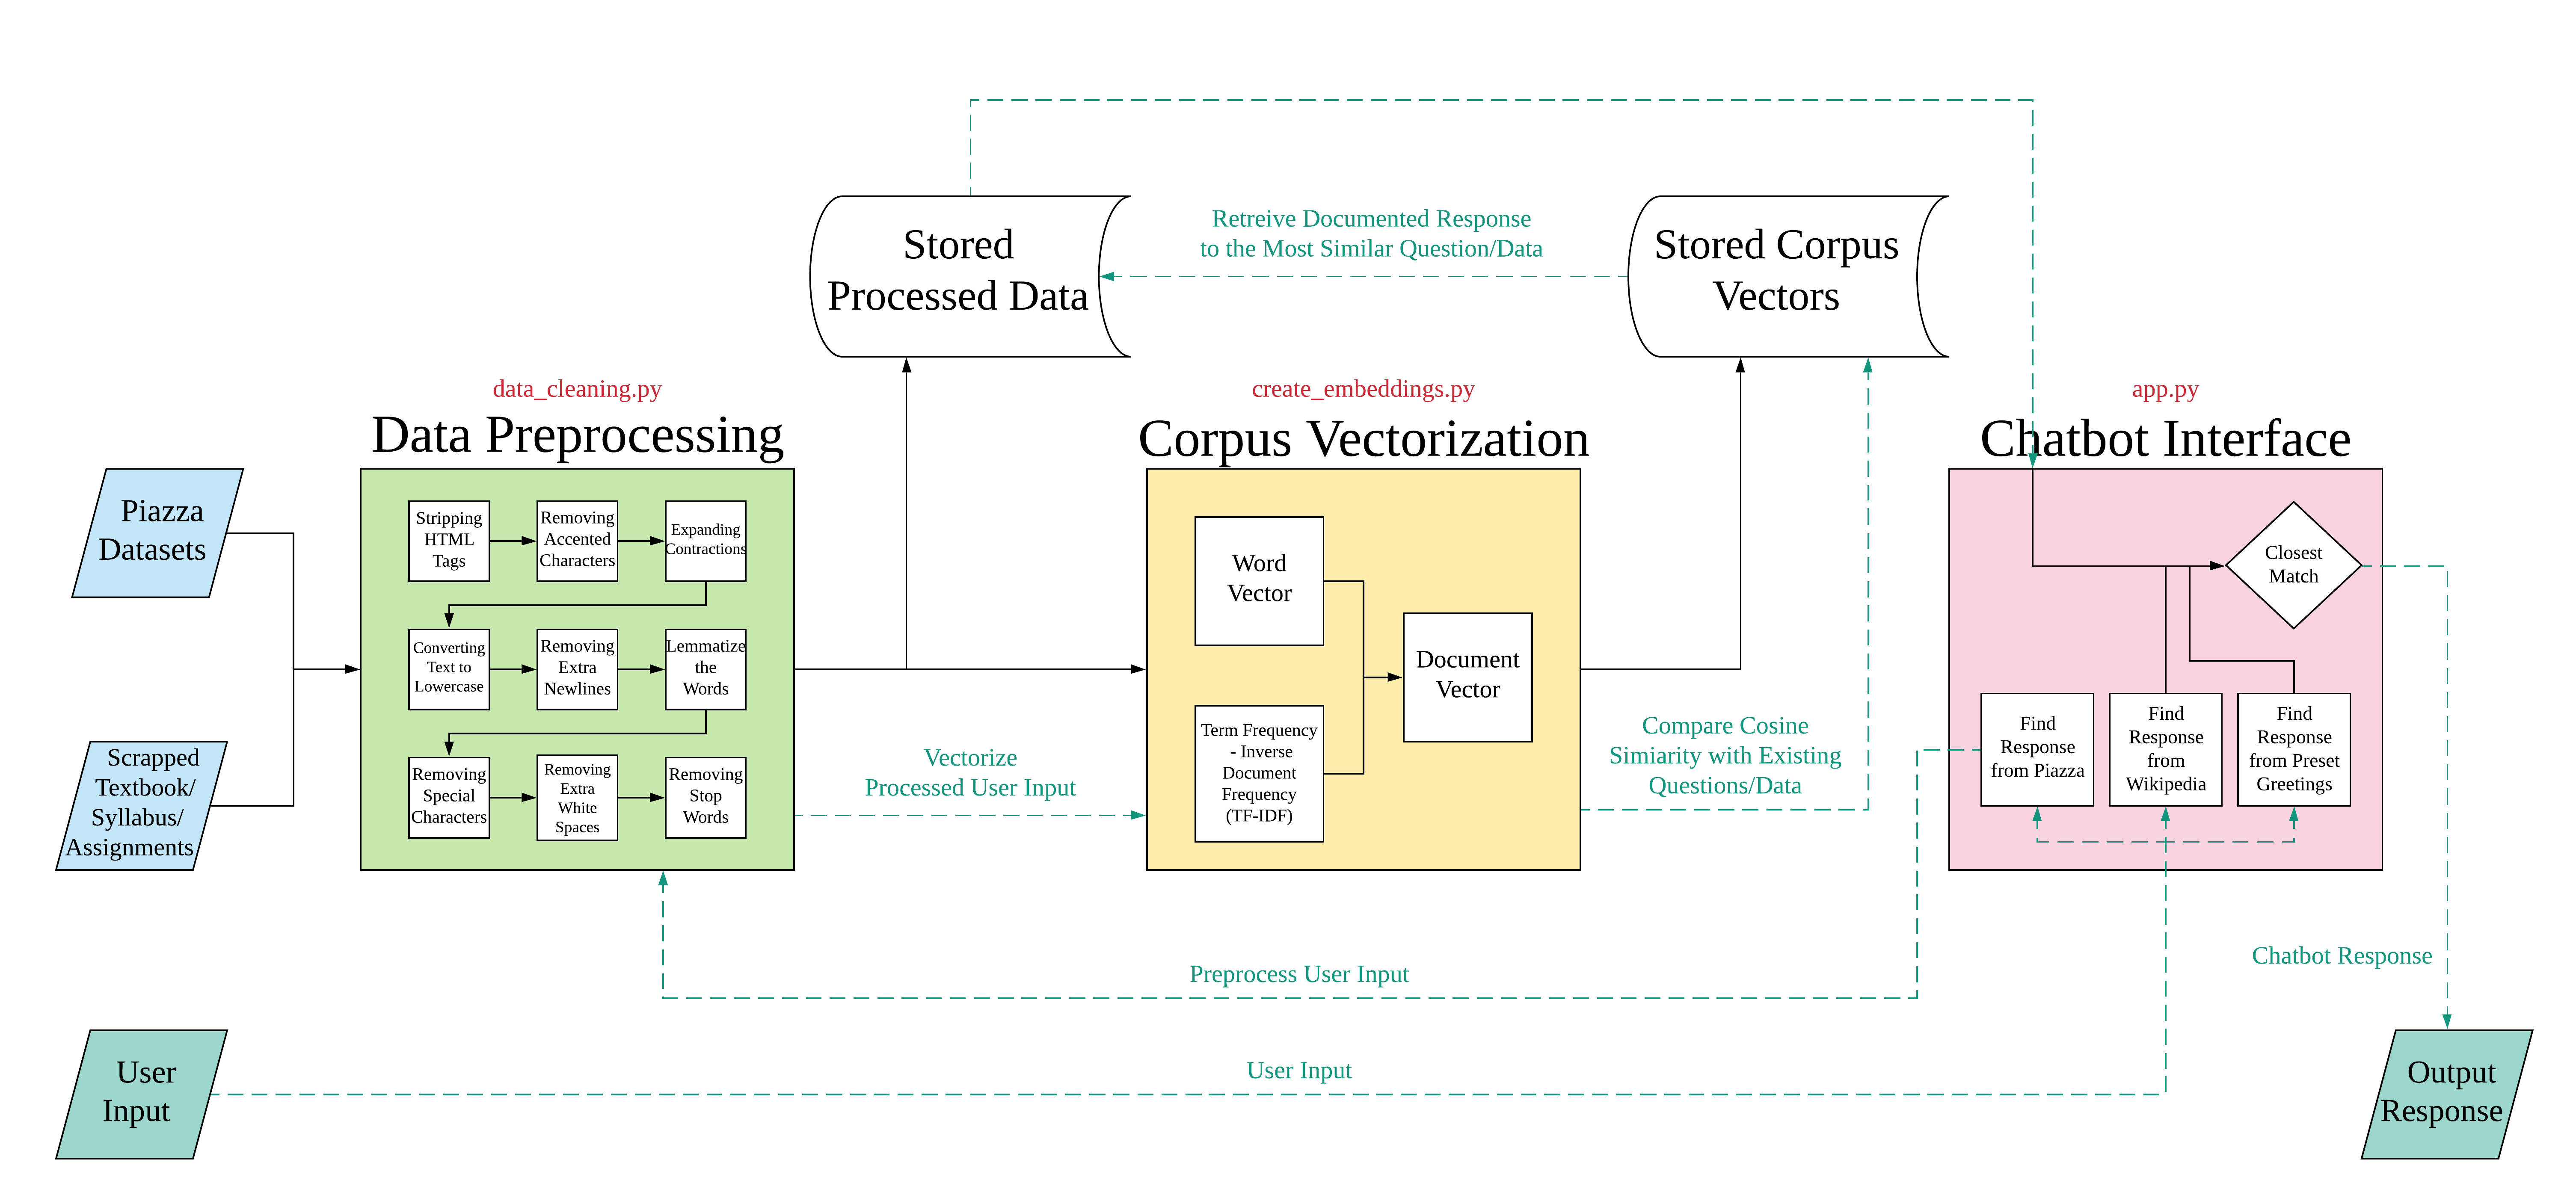 Retreive Documented Response
to the Most Similar Question/Data
Stored
Processed Data
Stored Corpus
Vectors
data_cleaning.py
Data Preprocessing
create_embeddings.py
Corpus Vectorization
app.py
Chatbot Interface
Piazza
Datasets
Scrapped
Textbook/
Syllabus/
Assignments
Stripping
HTML
Tags
Removing
Accented
Characters
Expanding
Contractions
Converting
Text to
Lowercase
Removing
Extra
Newlines
Lemmatize
the
Words
Removing
Special
Characters
Removing
Extra
White
Spaces
Removing
Stop
Words
Vectorize
Processed User Input
Word
Vector
Term Frequency
- Inverse
Document
Frequency
(TF-IDF)
Document
Vector
Compare Cosine
Simiarity with Existing
Questions/Data
Closest
Match
Find
Response
from Piazza
Find
Response
from
Wikipedia
Find
Response
from Preset
Greetings
Preprocess User Input
Chatbot Response
User
Input
User Input
Output
Response